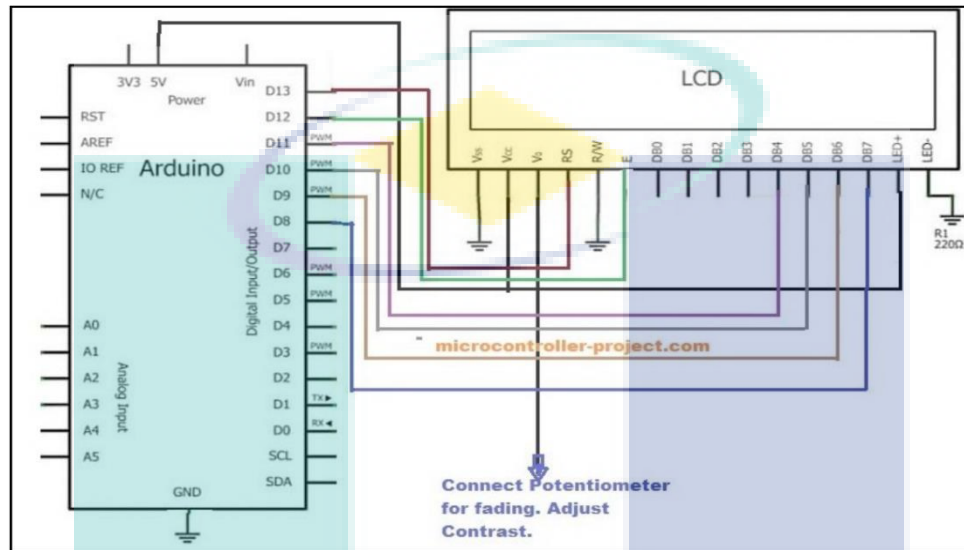 3V3 5V Vin
Power
RST
AREF
IO REF
N/C
Arduino
A0
A1
A2
A3
A4
A5
Analog Input
GND
Digital Input/Output
D13
D12
D11 PWM
D10 PWM
D9 PWM
D8
D7
D6 PWM
D5 PWM
D4
D3 PWM
D2
D1 TX ▶
D0 RX ◀
SCL
SDA
LCD
Vss
Vcc
V0
RS
R/W
E
DB0
DB1
DB2
DB3
DB4
DB5
DB6
DB7
LED+
LED-
R1
220Ω
microcontroller-project.com
Connect Potentiometer
for fading. Adjust
Contrast.